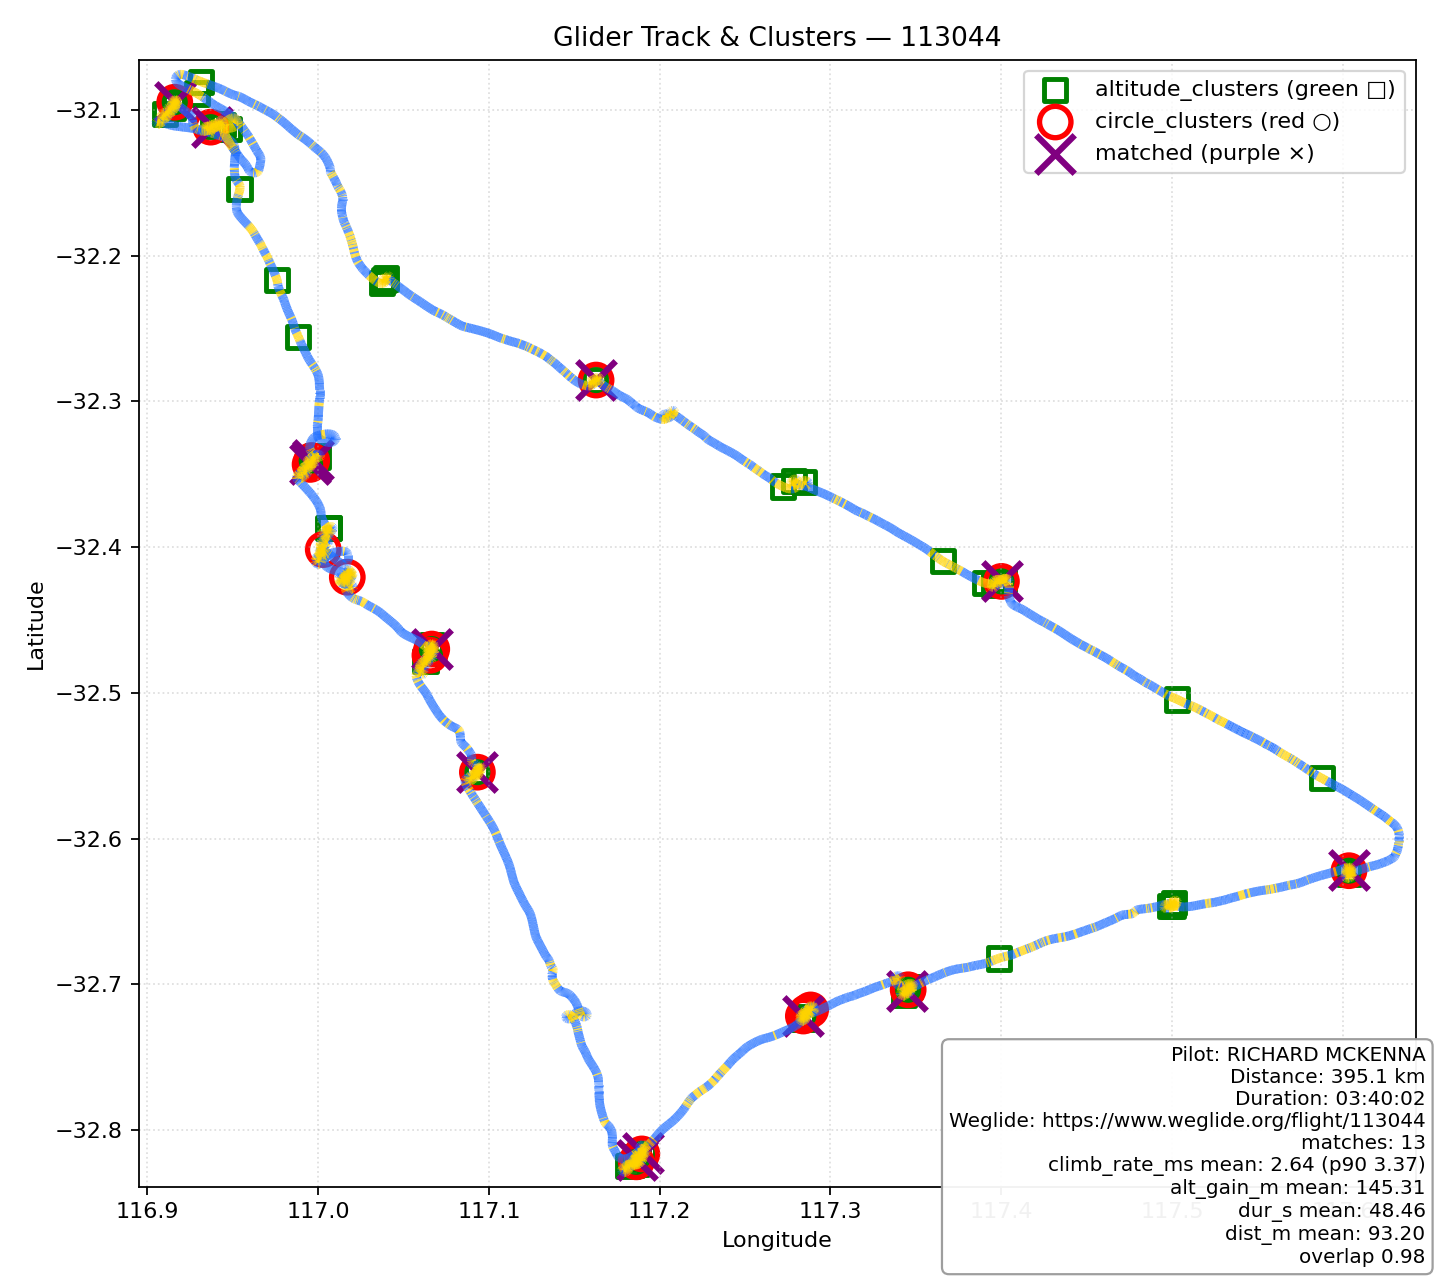 Glider Track & Clusters — 113044
altitude_clusters (green □)
circle_clusters (red ○)
matched (purple ×)
−32.1
−32.2
−32.3
−32.4
−32.5
−32.6
−32.7
−32.8
Latitude
116.9
117.0
117.1
117.2
117.3
117.4
117.5
Longitude
Pilot: RICHARD MCKENNA
Distance: 395.1 km
Duration: 03:40:02
Weglide: https://www.weglide.org/flight/113044
matches: 13
climb_rate_ms mean: 2.64 (p90 3.37)
alt_gain_m mean: 145.31
dur_s mean: 48.46
dist_m mean: 93.20
overlap 0.98